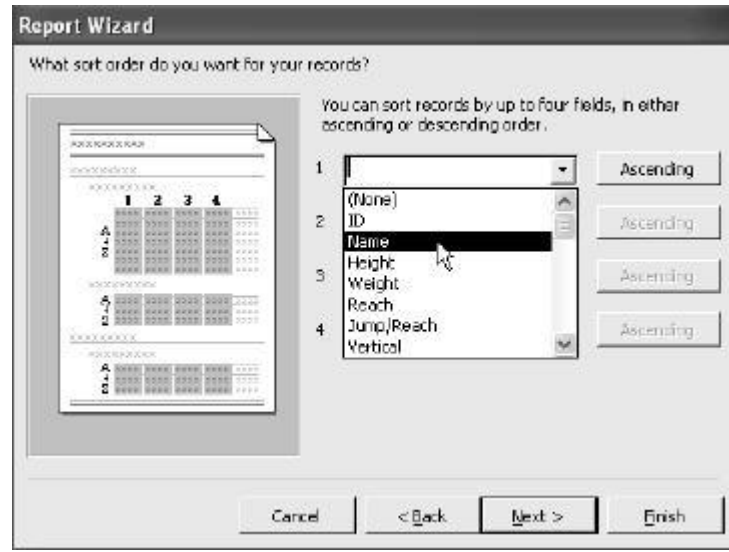 Report Wizard
What sort order do you want for your records?
You can sort records by up to four fields, in either
ascending or descending order.
1 Ascending
(None)
ID
Name
Height
Weight
Reach
Jump/Reach
Vertical
2 Ascending
3 Ascending
4 Ascending
1 2 3 4
Cancel
< Back
Next >
Finish